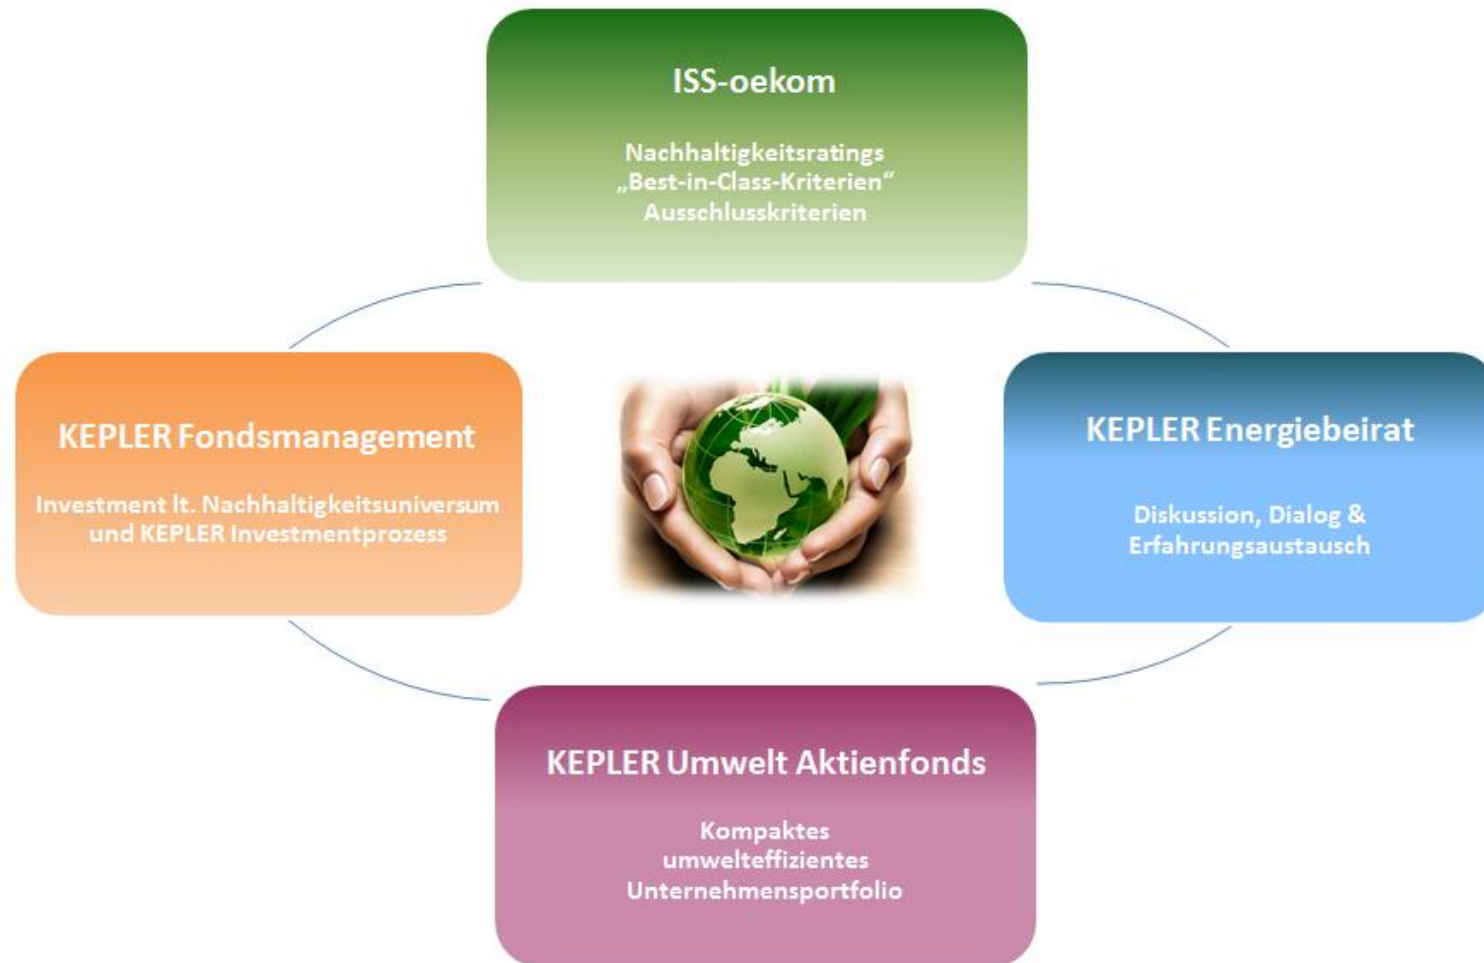 ISS-oekom
Nachhaltigkeitsratings
„Best-in-Class-Kriterien“
Ausschlusskriterien
KEPLER Fondsmanagement
Investment lt. Nachhaltigkeitsuniversum
und KEPLER Investmentprozess
KEPLER Energiebeirat
Diskussion, Dialog &
Erfahrungsaustausch
KEPLER Umwelt Aktienfonds
Kompaktes
umwelteffizientes
Unternehmensportfolio